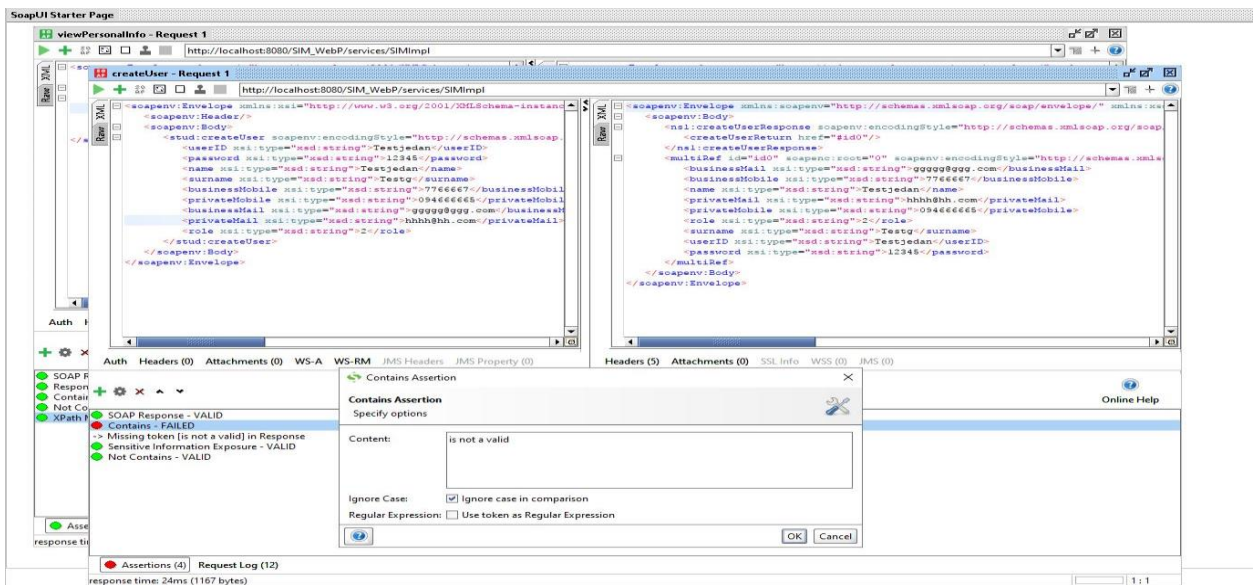 SoapUI Starter Page
viewPersonalInfo - Request 1
http://localhost:8080/SIM_WebP/services/SIMImpl
XML
Raw
createUser - Request 1
http://localhost:8080/SIM_WebP/services/SIMImpl
XML
Raw
<soapenv:Envelope xmlns:xsi="http://www.w3.org/2001/XMLSchema-instanc
<soapenv:Header/>
<soapenv:Body>
<stud:createUser soapenv:encodingStyle="http://schemas.xmlsoap.
<userID xsi:type="xsd:string">Testjedan</userID>
<password xsi:type="xsd:string">12345</password>
<name xsi:type="xsd:string">Testjedan</name>
<surname xsi:type="xsd:string">Testg</surname>
<businessMobile xsi:type="xsd:string">7766667</businessMobil
<privateMobile xsi:type="xsd:string">094666665</privateMobil
<businessMail xsi:type="xsd:string">ggggg@ggg.com</businessM
<privateMail xsi:type="xsd:string">hhhh@hh.com</privateMail>
<role xsi:type="xsd:string">2</role>
</stud:createUser>
</soapenv:Body>
</soapenv:Envelope>
XML
Raw
<soapenv:Envelope xmlns:soapenv="http://schemas.xmlsoap.org/soap/envelope/" xmlns:xs
<soapenv:Body>
<ns1:createUserResponse soapenv:encodingStyle="http://schemas.xmlsoap.org/soap
<createUserReturn href="#id0"/>
</ns1:createUserResponse>
<multiRef id="id0" soapenc:root="0" soapenv:encodingStyle="http://schemas.xmls
<businessMail xsi:type="xsd:string">ggggg@ggg.com</businessMail>
<businessMobile xsi:type="xsd:string">7766667</businessMobile>
<name xsi:type="xsd:string">Testjedan</name>
<privateMail xsi:type="xsd:string">hhhh@hh.com</privateMail>
<privateMobile xsi:type="xsd:string">094666665</privateMobile>
<role xsi:type="xsd:string">2</role>
<surname xsi:type="xsd:string">Testg</surname>
<userID xsi:type="xsd:string">Testjedan</userID>
<password xsi:type="xsd:string">12345</password>
</multiRef>
</soapenv:Body>
</soapenv:Envelope>
Auth
Auth Headers (0) Attachments (0) WS-A WS-RM JMS Headers JMS Property (0)
Headers (5) Attachments (0) SSL Info WSS (0) JMS (0)
SOAP R
Respon
Contain
Not Co
XPath M
SOAP Response - VALID
Contains - FAILED
-> Missing token [is not a valid] in Response
Sensitive Information Exposure - VALID
Not Contains - VALID
Contains Assertion
Contains Assertion
Specify options
Content:
is not a valid
Ignore Case:
Ignore case in comparison
Regular Expression:
Use token as Regular Expression
OK Cancel
Online Help
Asse
response ti
Assertions (4) Request Log (12)
response time: 24ms (1167 bytes)
1 : 1